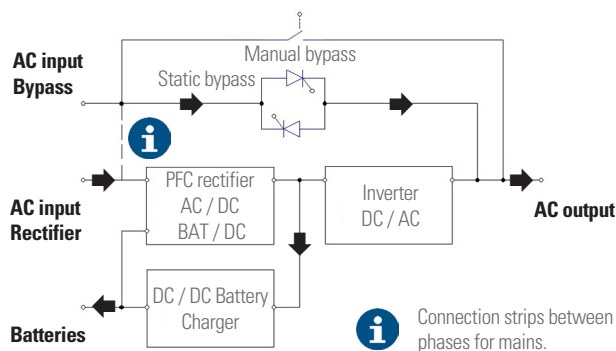 Manual bypass
AC input
Bypass
Static bypass
i
AC input
Rectifier
PFC rectifier
AC / DC
BAT / DC
Inverter
DC / AC
AC output
Batteries
DC / DC Battery
Charger
i
Connection strips between
phases for mains.